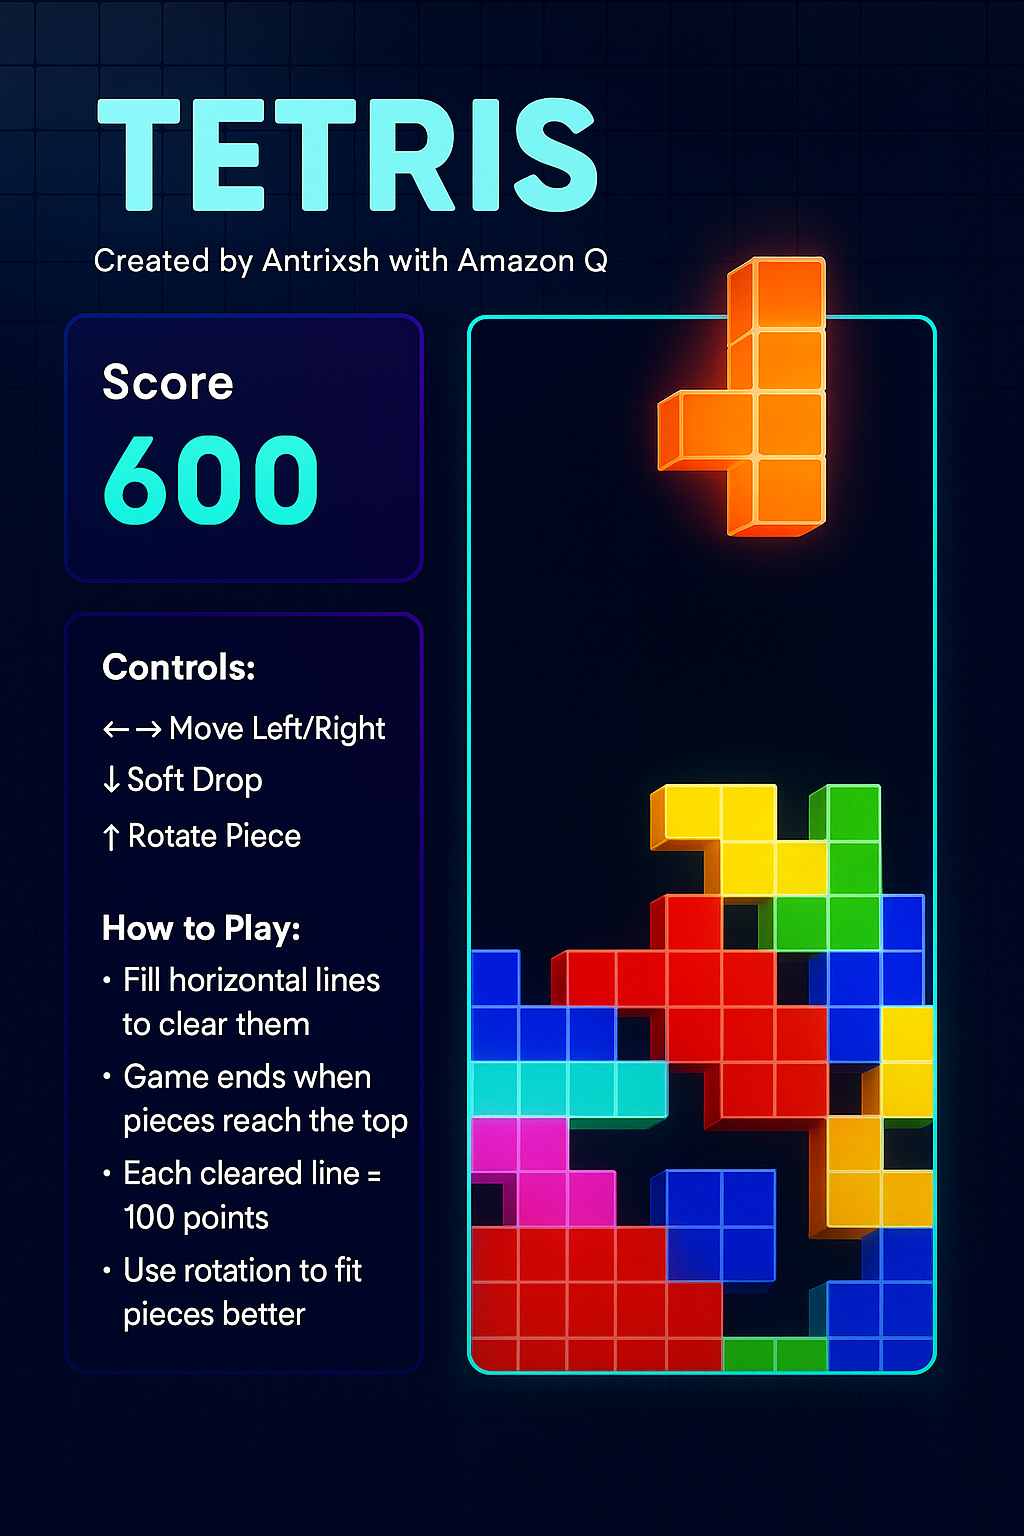 TETRIS
Created by Antrixsh with Amazon Q
Score
600
Controls:
←→ Move Left/Right
↓ Soft Drop
↑ Rotate Piece
How to Play:
• Fill horizontal lines
to clear them
• Game ends when
pieces reach the top
• Each cleared line =
100 points
• Use rotation to fit
pieces better